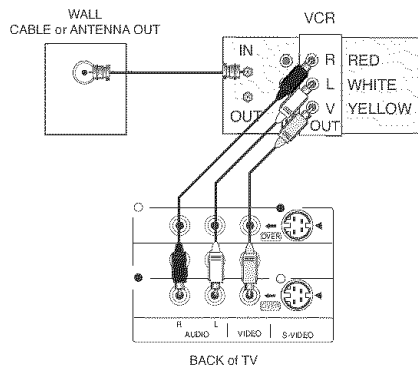 WALL
CABLE or ANTENNA OUT
VCR
IN
R RED
L WHITE
V YELLOW
OUT
OUT
(OVER)
R L
AUDIO VIDEO S-VIDEO
BACK of TV